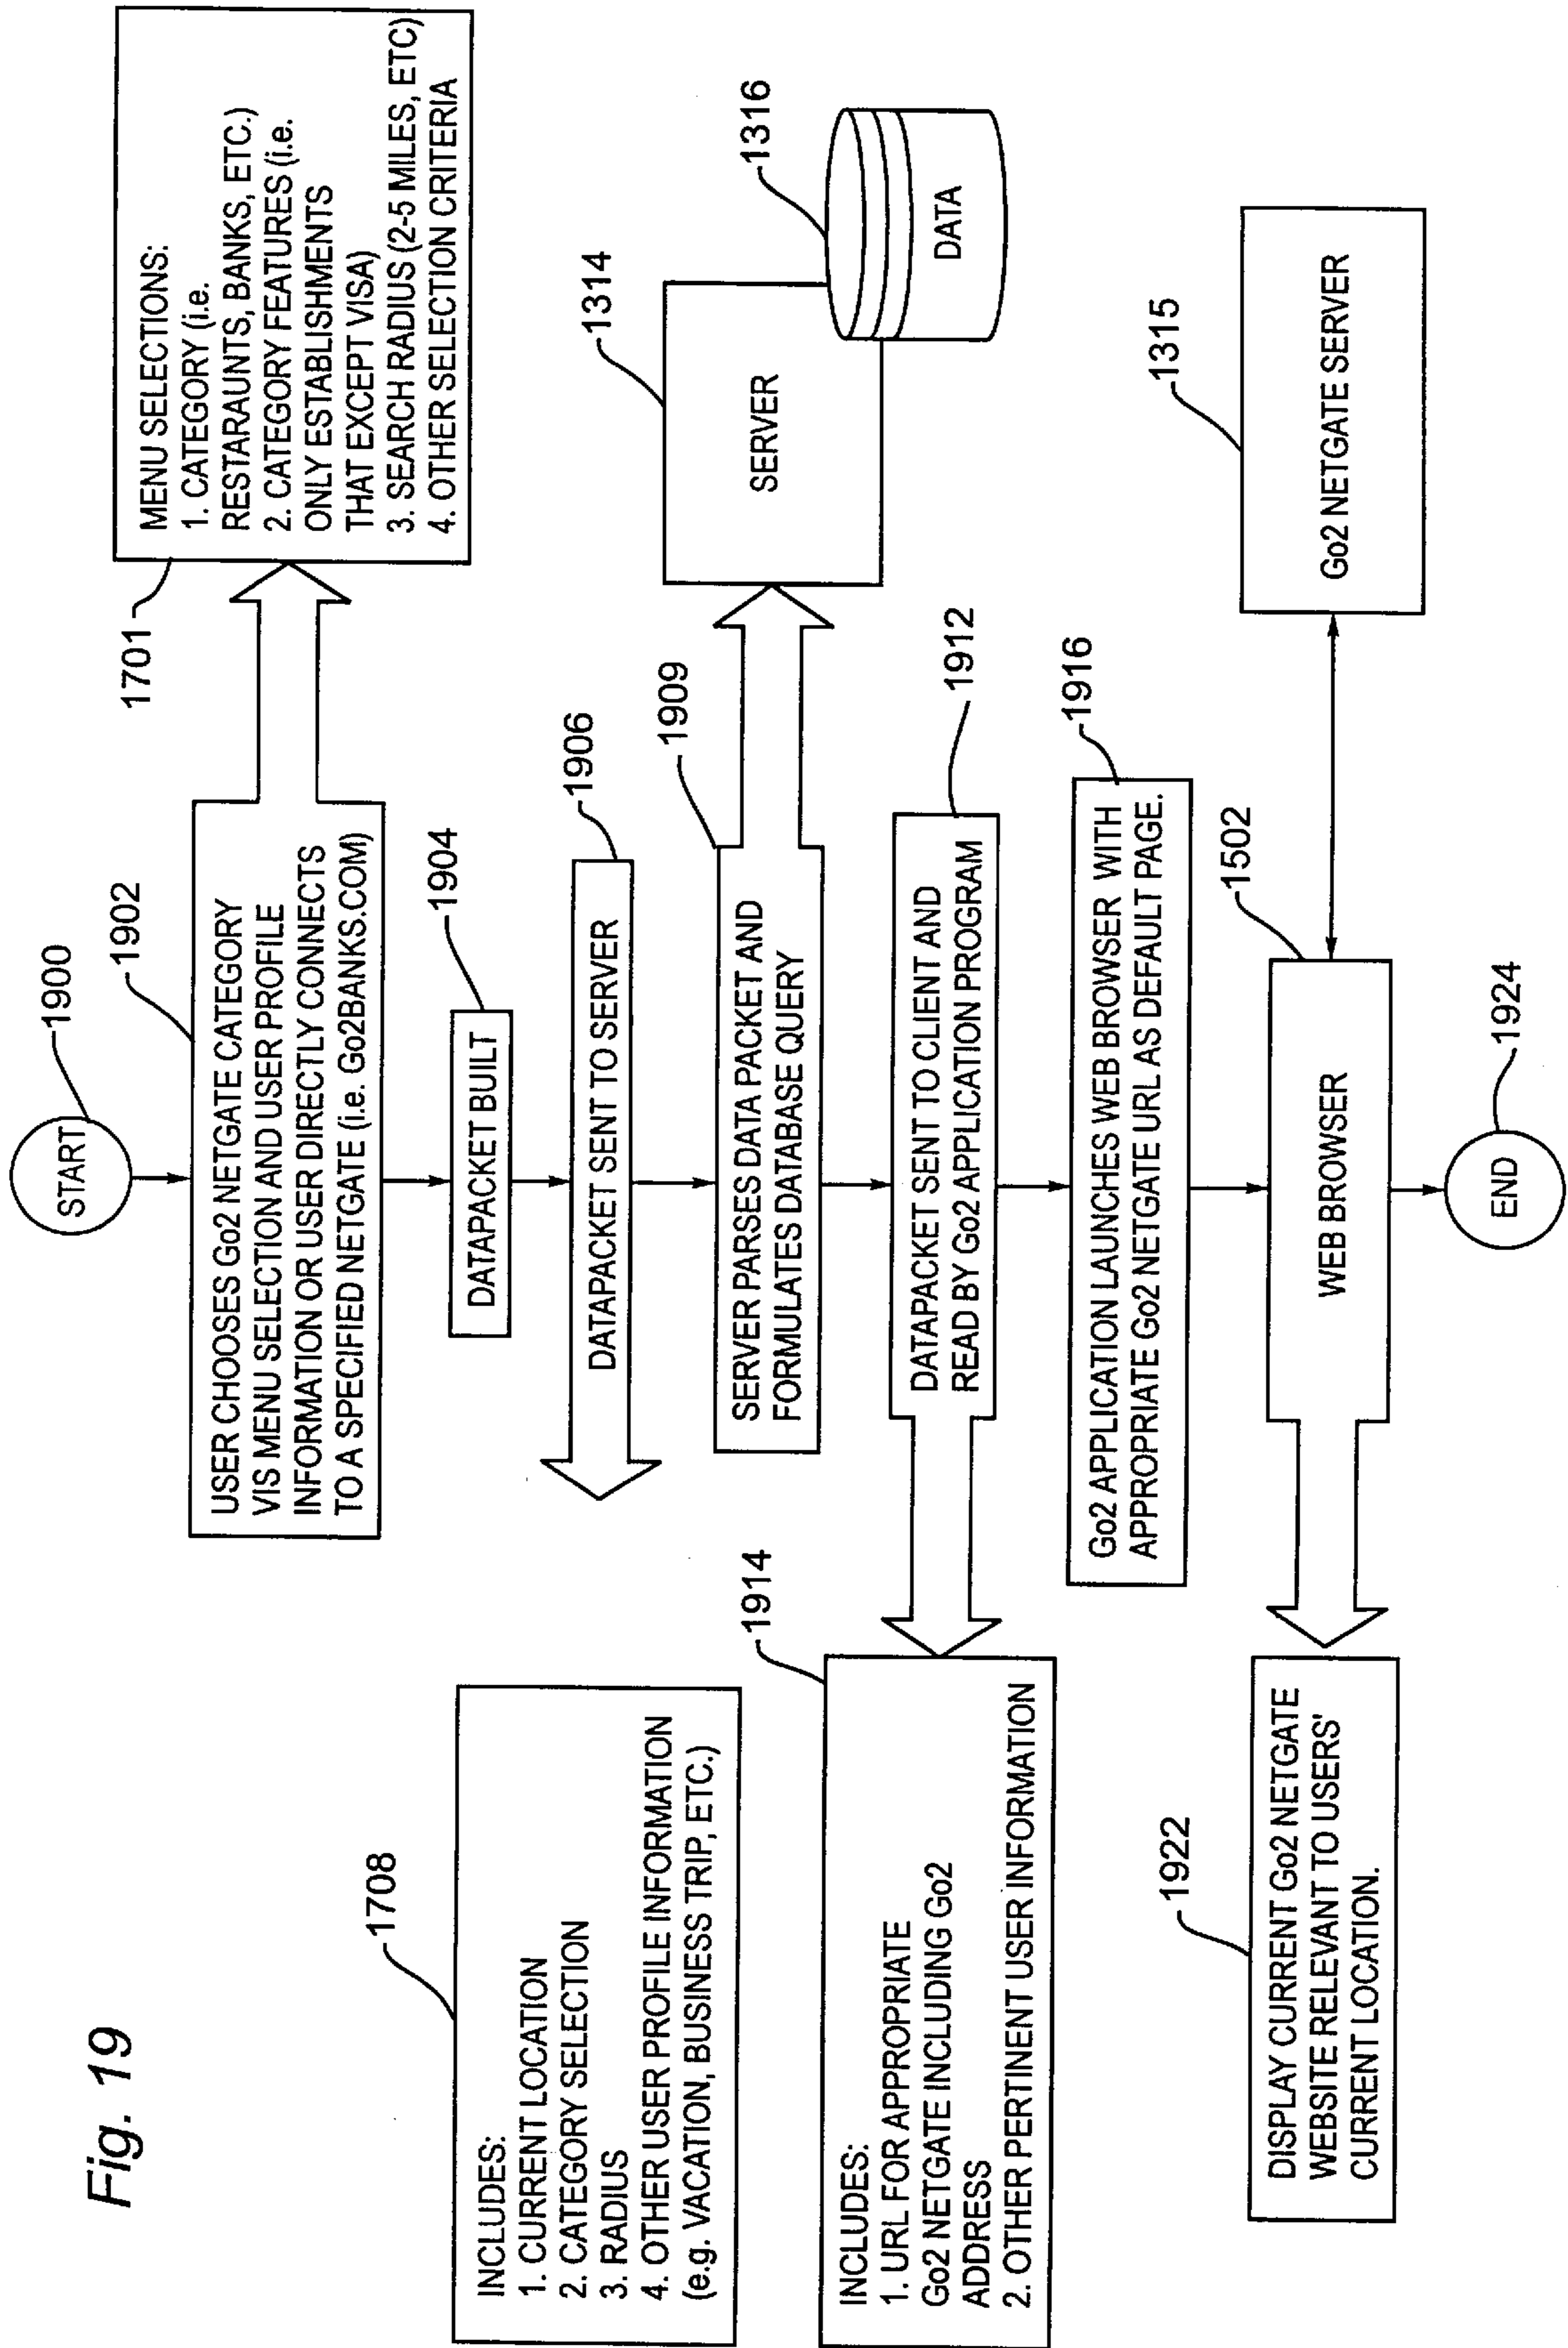 Fig. 19
START
1900
1902
USER CHOOSES Go2 NETGATE CATEGORY
VIS MENU SELECTION AND USER PROFILE
INFORMATION OR USER DIRECTLY CONNECTS
TO A SPECIFIED NETGATE (i.e. Go2BANKS.COM)
1701
MENU SELECTIONS:
1. CATEGORY (i.e.
RESTARAUNTS, BANKS, ETC.)
2. CATEGORY FEATURES (i.e.
ONLY ESTABLISHMENTS
THAT EXCEPT VISA)
3. SEARCH RADIUS (2-5 MILES, ETC)
4. OTHER SELECTION CRITERIA
1904
DATAPACKET BUILT
1906
DATAPACKET SENT TO SERVER
1708
INCLUDES:
1. CURRENT LOCATION
2. CATEGORY SELECTION
3. RADIUS
4. OTHER USER PROFILE INFORMATION
(e.g. VACATION, BUSINESS TRIP, ETC.)
1909
SERVER PARSES DATA PACKET AND
FORMULATES DATABASE QUERY
1314
SERVER
1316
DATA
1912
DATAPACKET SENT TO CLIENT AND
READ BY Go2 APPLICATION PROGRAM
1914
INCLUDES:
1. URL FOR APPROPRIATE
Go2 NETGATE INCLUDING Go2
ADDRESS
2. OTHER PERTINENT USER INFORMATION
1916
Go2 APPLICATION LAUNCHES WEB BROWSER WITH
APPROPRIATE Go2 NETGATE URL AS DEFAULT PAGE.
1502
WEB BROWSER
1315
Go2 NETGATE SERVER
1922
DISPLAY CURRENT Go2 NETGATE
WEBSITE RELEVANT TO USERS'
CURRENT LOCATION.
END
1924